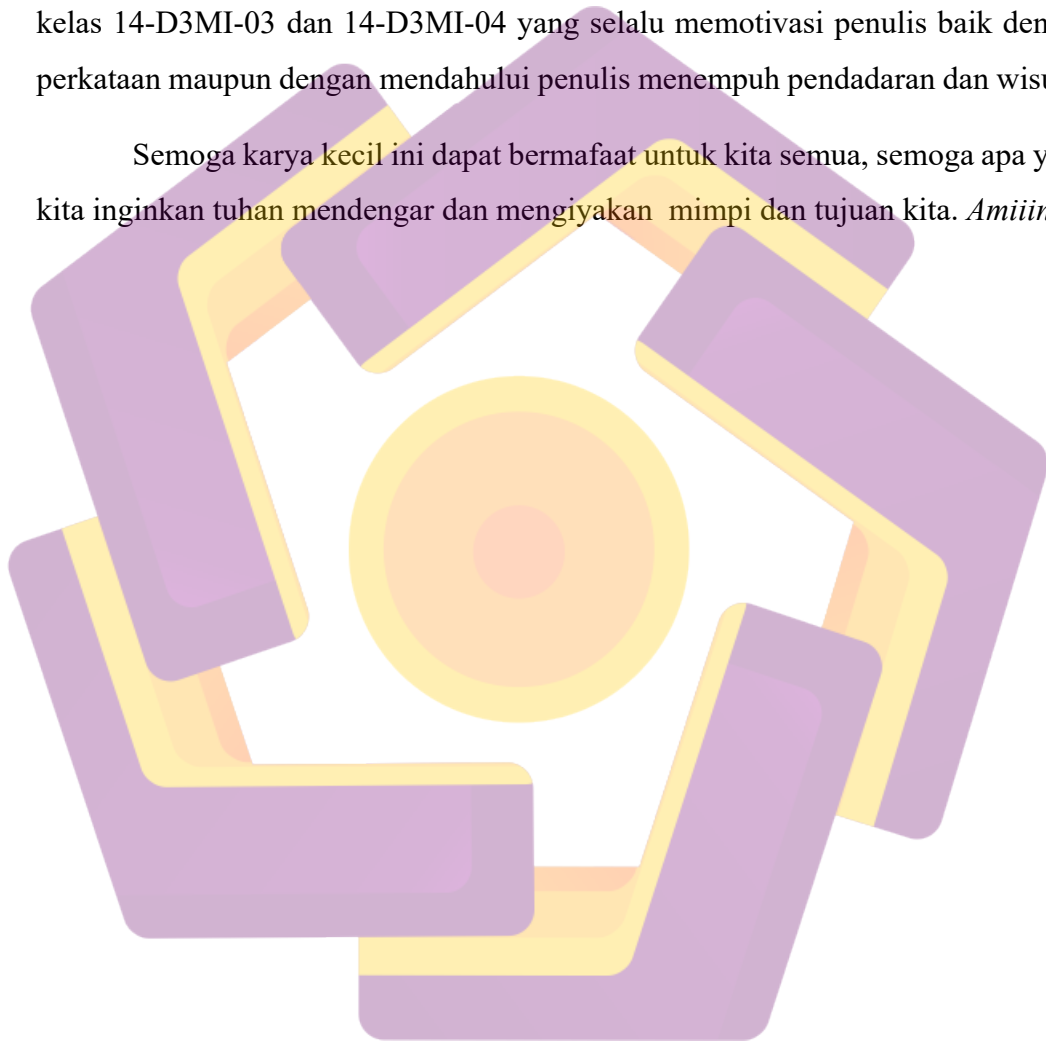 kelas 14-D3MI-03 dan 14-D3MI-04 yang selalu memotivasi penulis baik den
perkataan maupun dengan mendahului penulis menempuh pendadaran dan wisu
Semoga karya kecil ini dapat bermafaat untuk kita semua, semoga apa y
kita inginkan tuhan mendengar dan mengiyakan mimpi dan tujuan kita. Amiiin